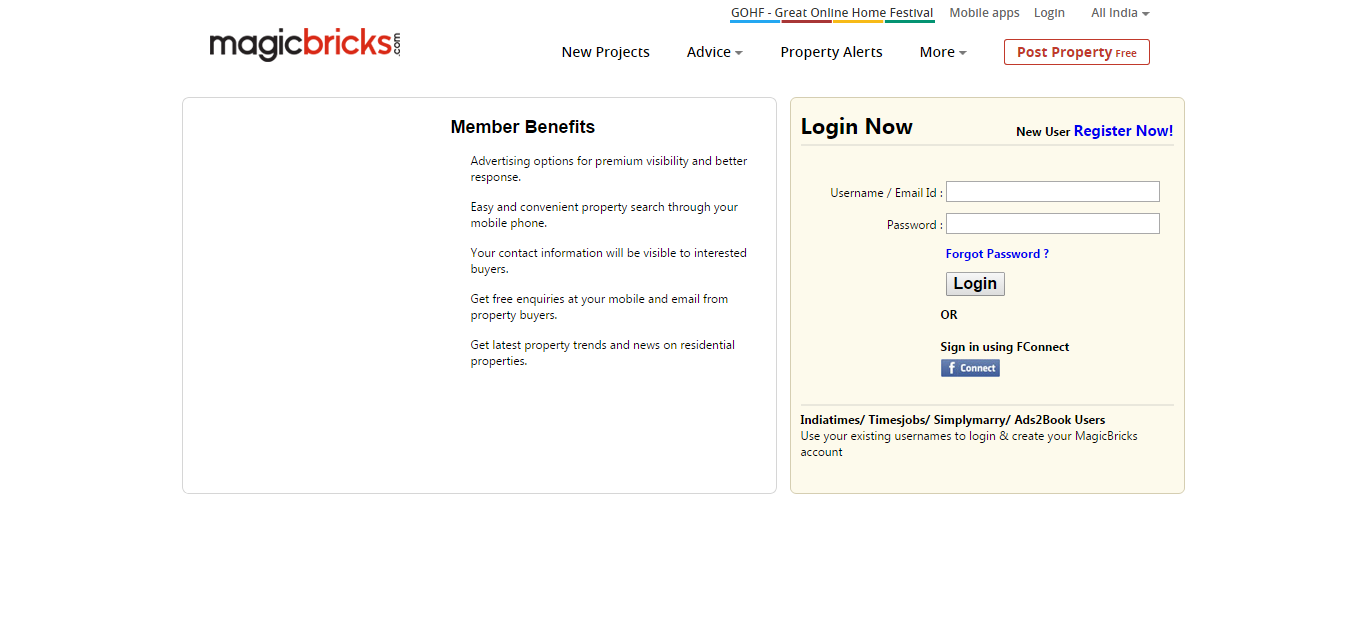 GOHF - Great Online Home Festival Mobile apps Login All India
magicbricks.com
New Projects Advice Property Alerts More Post Property Free
Member Benefits
Advertising options for premium visibility and better
response.
Easy and convenient property search through your
mobile phone.
Your contact information will be visible to interested
buyers.
Get free enquiries at your mobile and email from
property buyers.
Get latest property trends and news on residential
properties.
Login Now
New User Register Now!
Username / Email Id :
Password :
Forgot Password ?
Login
OR
Sign in using FConnect
f Connect
Indiatimes/ Timesjobs/ Simplymarry/ Ads2Book Users
Use your existing usernames to login & create your MagicBricks
account